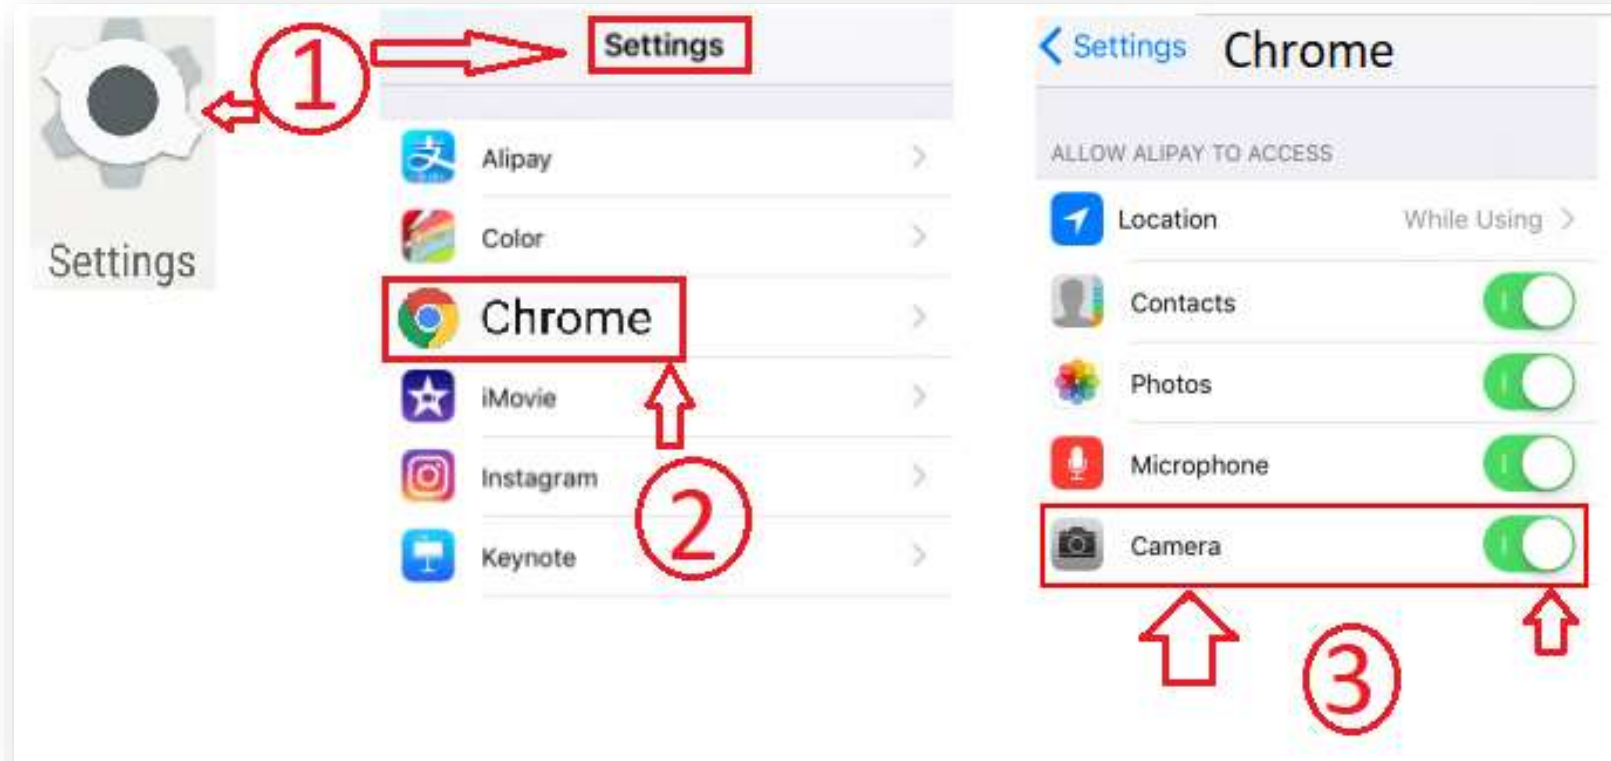 Settings
1
Settings
Alipay
Color
Chrome
iMovie
Instagram
Keynote
2
Settings
Chrome
ALLOW ALIPAY TO ACCESS
Location While Using
Contacts
Photos
Microphone
Camera
3